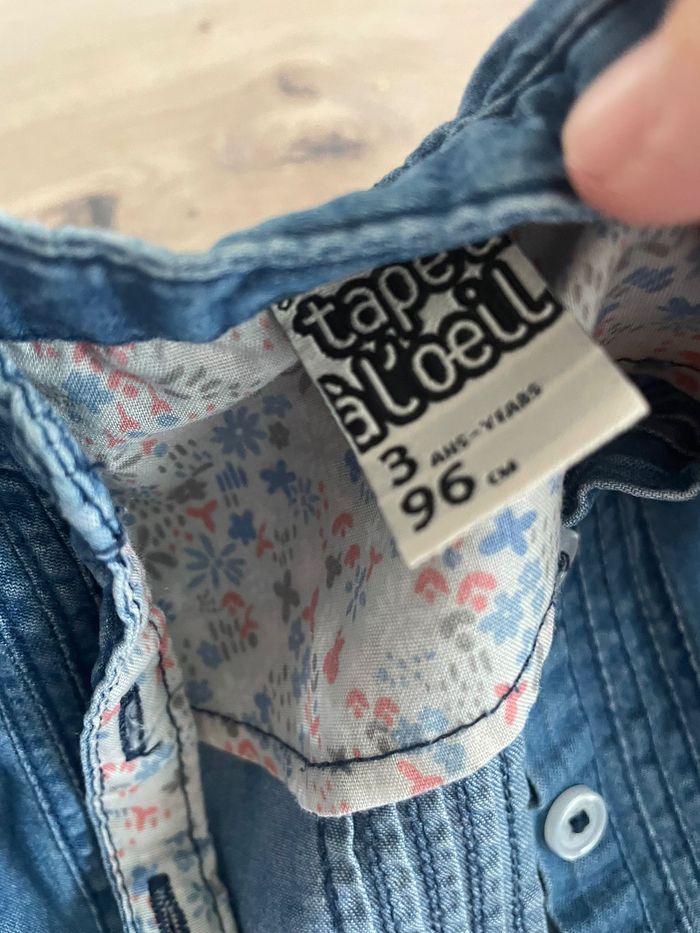 tape à
l'oeil
3 ANS-YEARS
96 CM